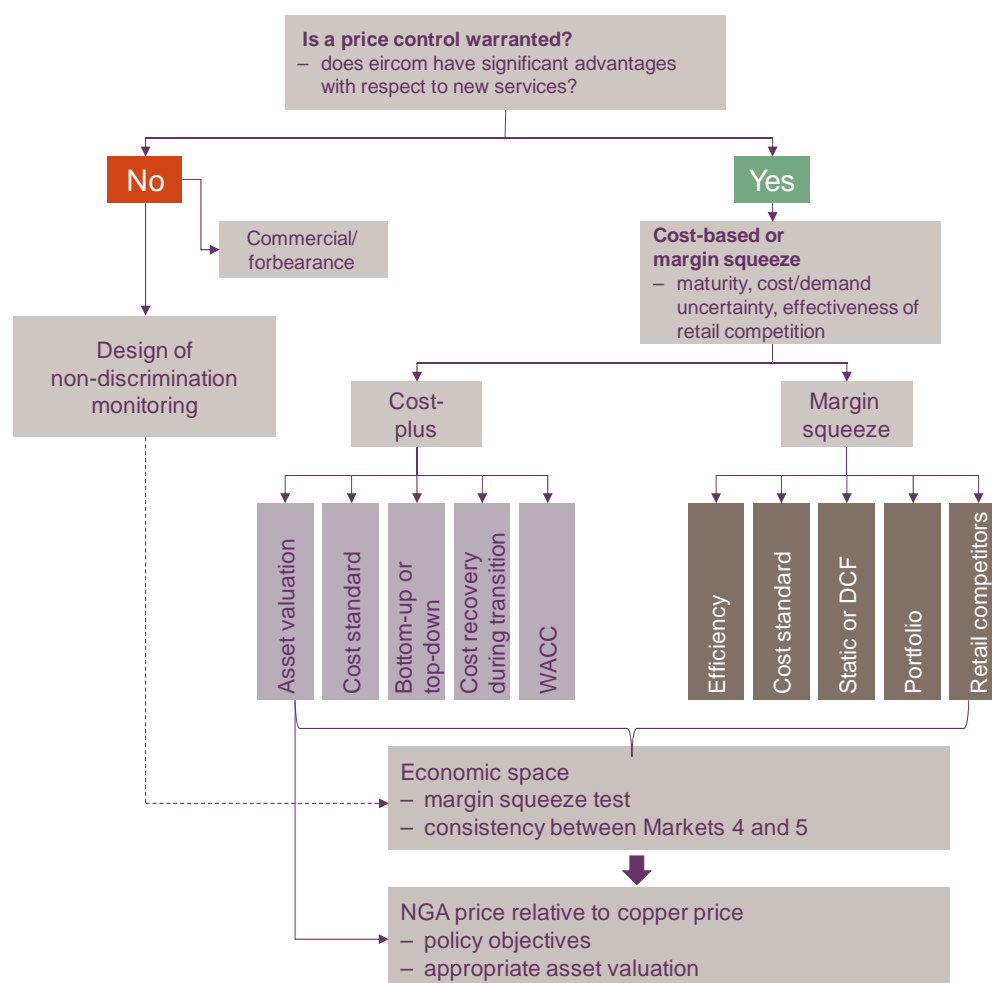 Is a price control warranted?
– does eircom have significant advantages
with respect to new services?
No
Yes
Commercial/
forbearance
Cost-based or
margin squeeze
– maturity, cost/demand
uncertainty, effectiveness of
retail competition
Design of
non-discrimination
monitoring
Cost-
plus
Margin
squeeze
Asset valuation
Cost standard
Bottom-up or
top-down
Cost recovery
during transition
WACC
Efficiency
Cost standard
Static or DCF
Portfolio
Retail competitors
Economic space
– margin squeeze test
– consistency between Markets 4 and 5
NGA price relative to copper price
– policy objectives
– appropriate asset valuation